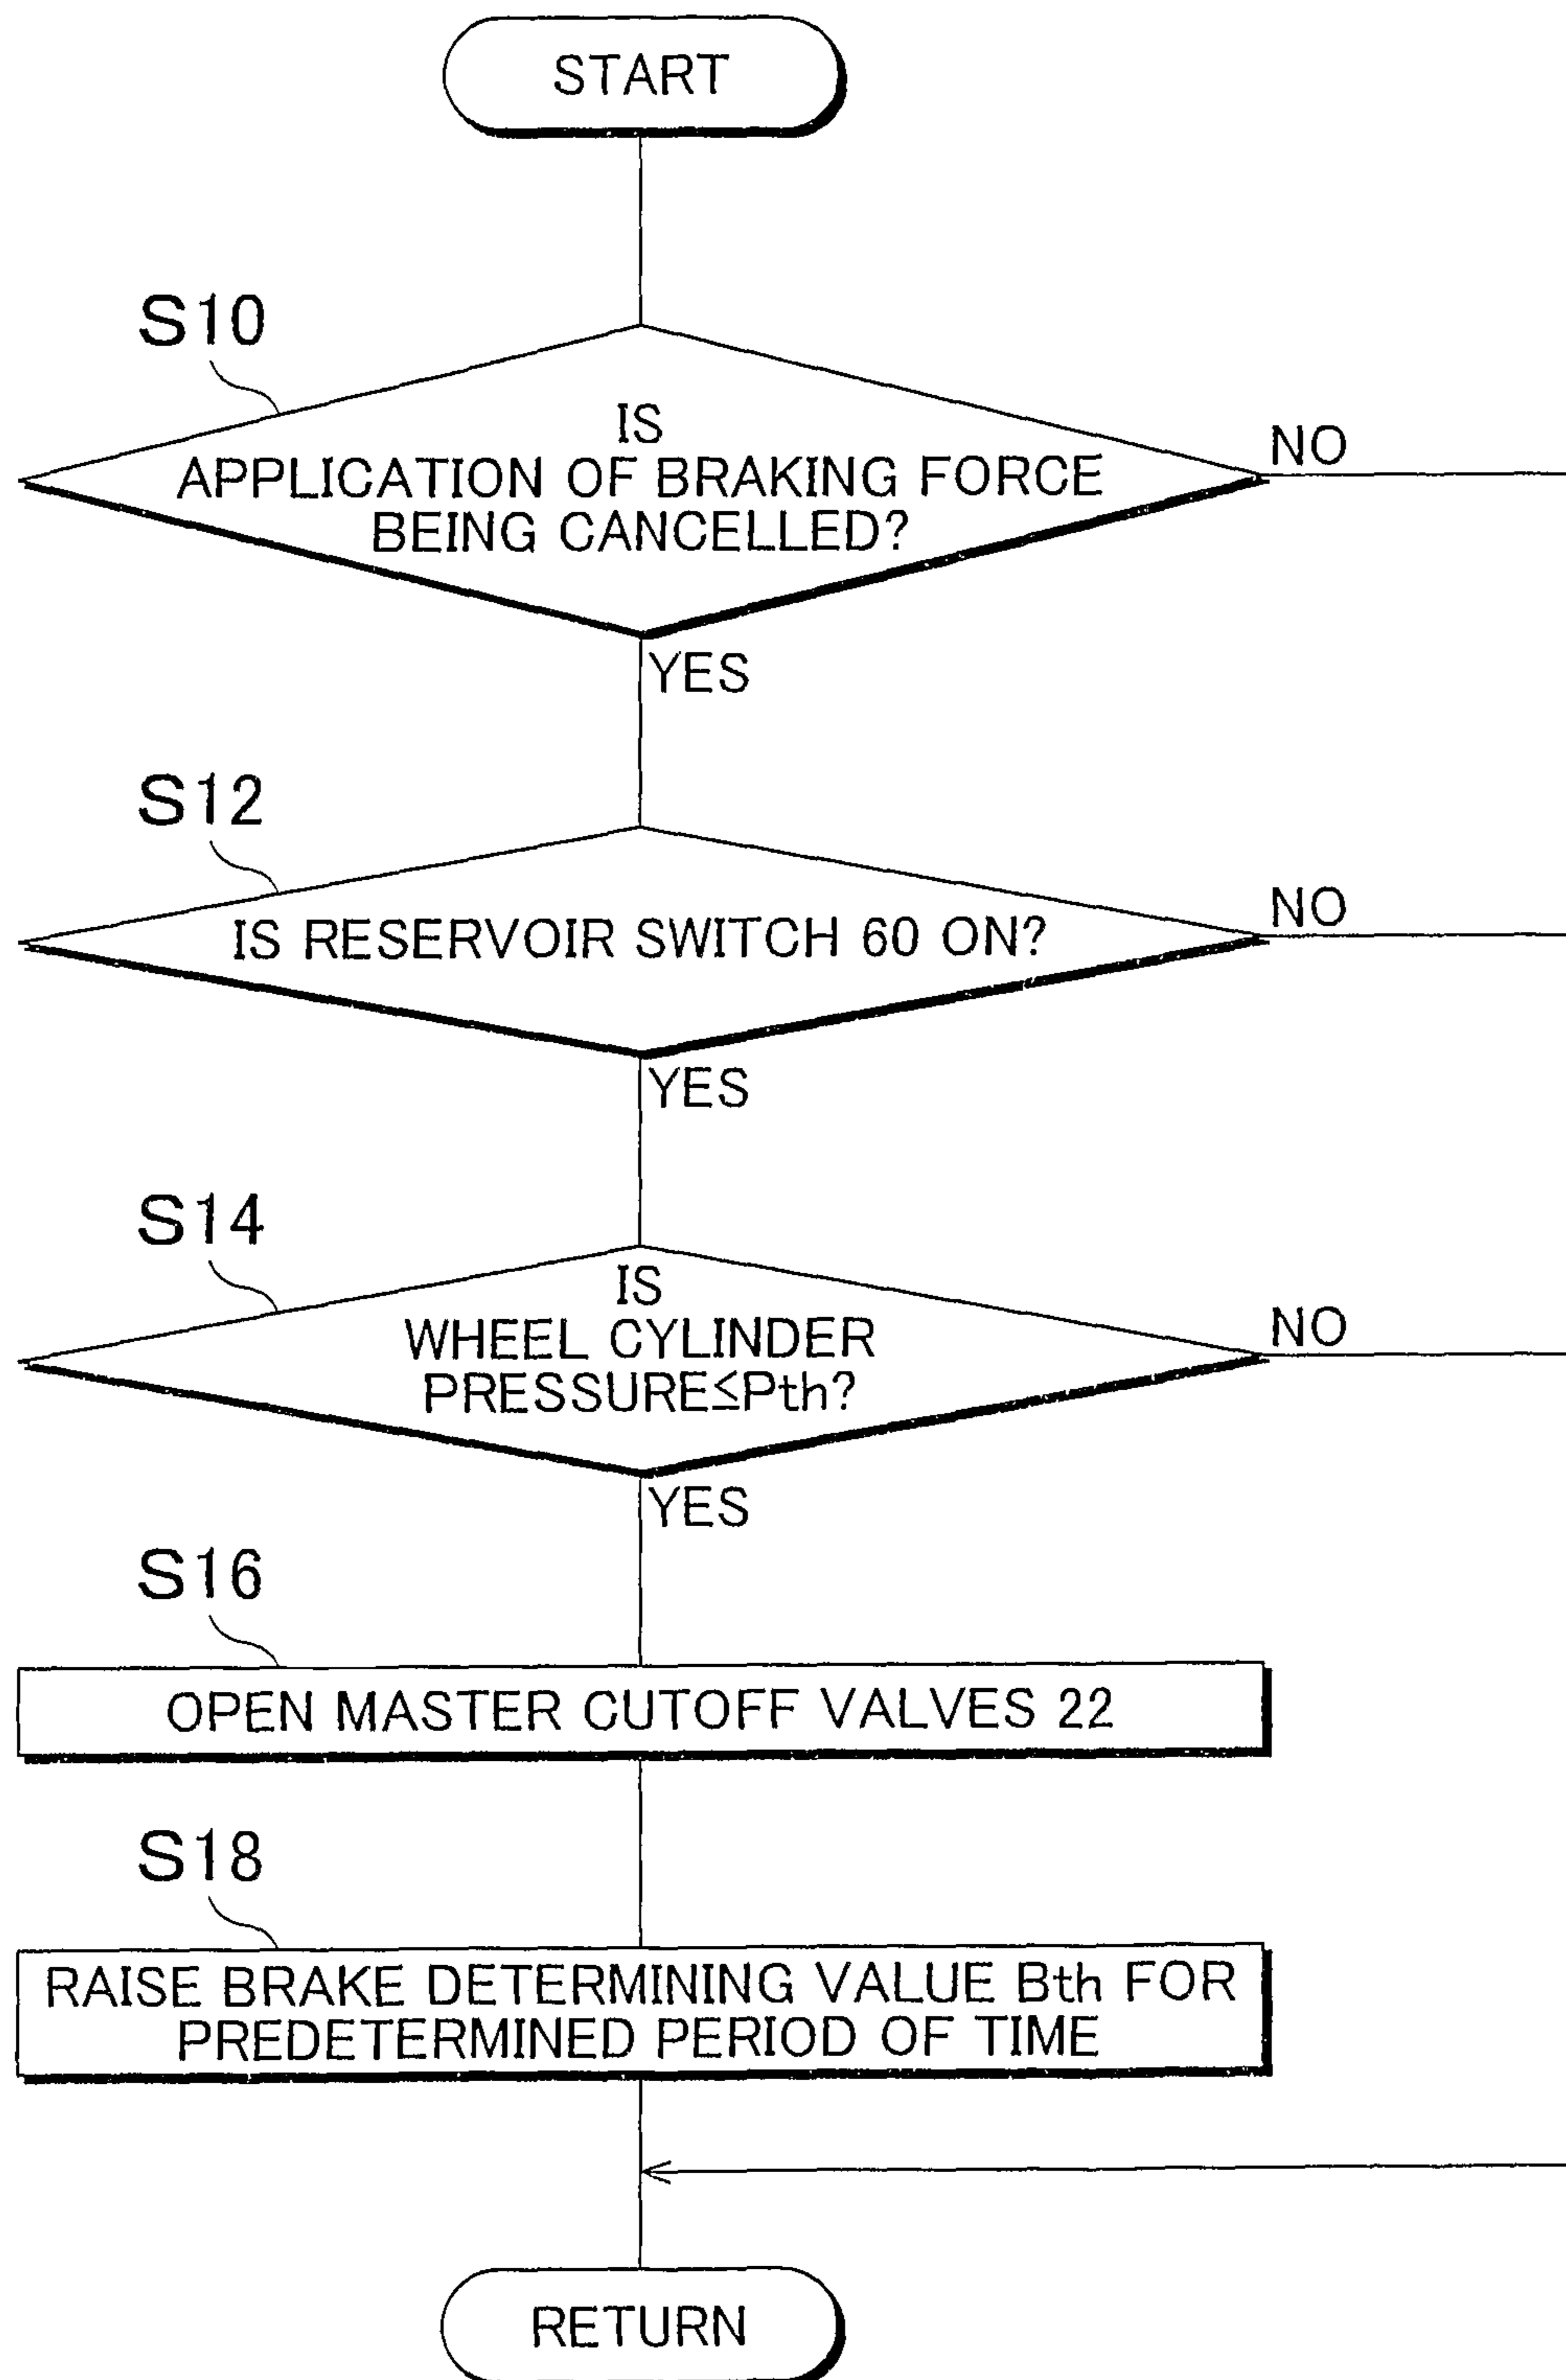 START
S10
IS
APPLICATION OF BRAKING FORCE
BEING CANCELLED?
NO
YES
S12
IS RESERVOIR SWITCH 60 ON?
NO
YES
S14
IS
WHEEL CYLINDER
PRESSURE≤Pth?
NO
YES
S16
OPEN MASTER CUTOFF VALVES 22
S18
RAISE BRAKE DETERMINING VALUE Bth FOR
PREDETERMINED PERIOD OF TIME
RETURN